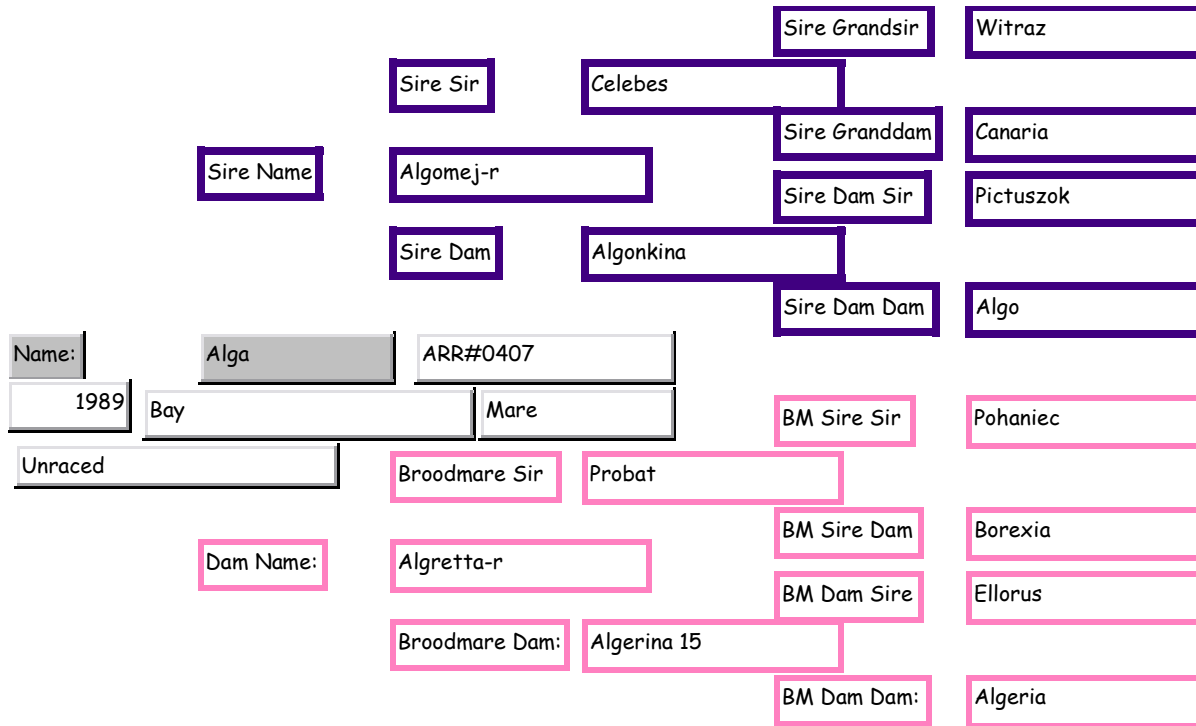 Sire Grandsir Witraz
Sire Sir Celebes
Sire Granddam Canaria
Sire Name Algomej-r
Sire Dam Sir Pictuszok
Sire Dam Algonkina
Sire Dam Dam Algo
Name: Alga ARR#0407
1989 Bay Mare
BM Sire Sir Pohaniec
Unraced
Broodmare Sir Probat
BM Sire Dam Borexia
Dam Name: Algretta-r
BM Dam Sire Ellorus
Broodmare Dam: Algerina 15
BM Dam Dam: Algeria